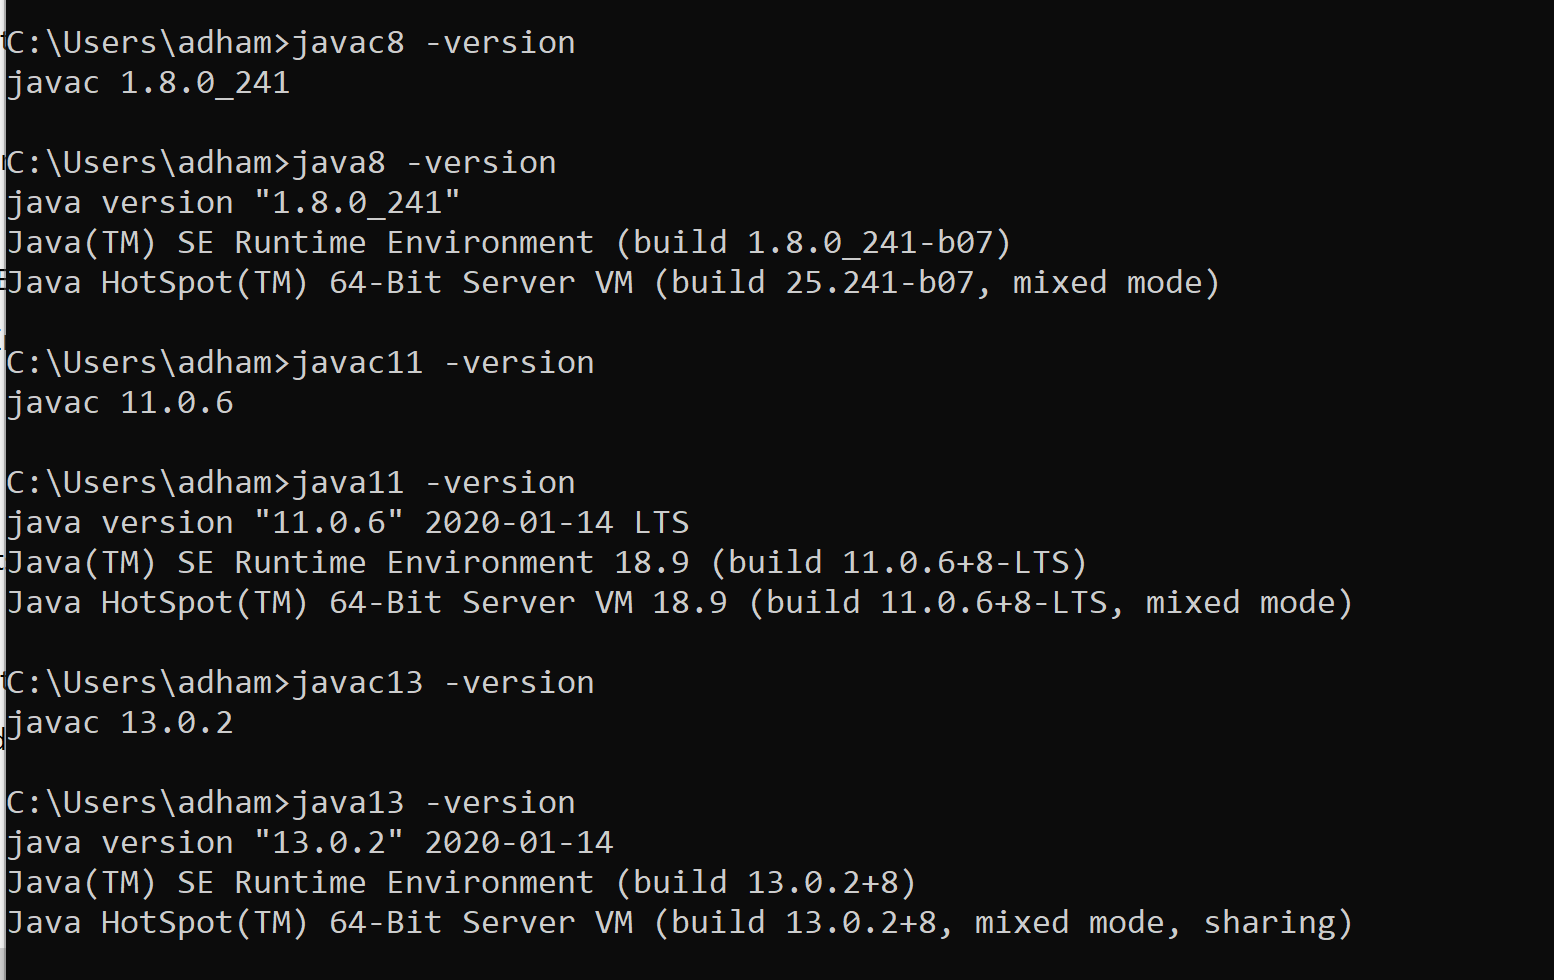 C:\Users\adham>javac8 -version
javac 1.8.0_241
C:\Users\adham>java8 -version
java version "1.8.0_241"
Java(TM) SE Runtime Environment (build 1.8.0_241-b07)
Java HotSpot(TM) 64-Bit Server VM (build 25.241-b07, mixed mode)
C:\Users\adham>javac11 -version
javac 11.0.6
C:\Users\adham>java11 -version
java version "11.0.6" 2020-01-14 LTS
Java(TM) SE Runtime Environment 18.9 (build 11.0.6+8-LTS)
Java HotSpot(TM) 64-Bit Server VM 18.9 (build 11.0.6+8-LTS, mixed mode)
C:\Users\adham>javac13 -version
javac 13.0.2
C:\Users\adham>java13 -version
java version "13.0.2" 2020-01-14
Java(TM) SE Runtime Environment (build 13.0.2+8)
Java HotSpot(TM) 64-Bit Server VM (build 13.0.2+8, mixed mode, sharing)